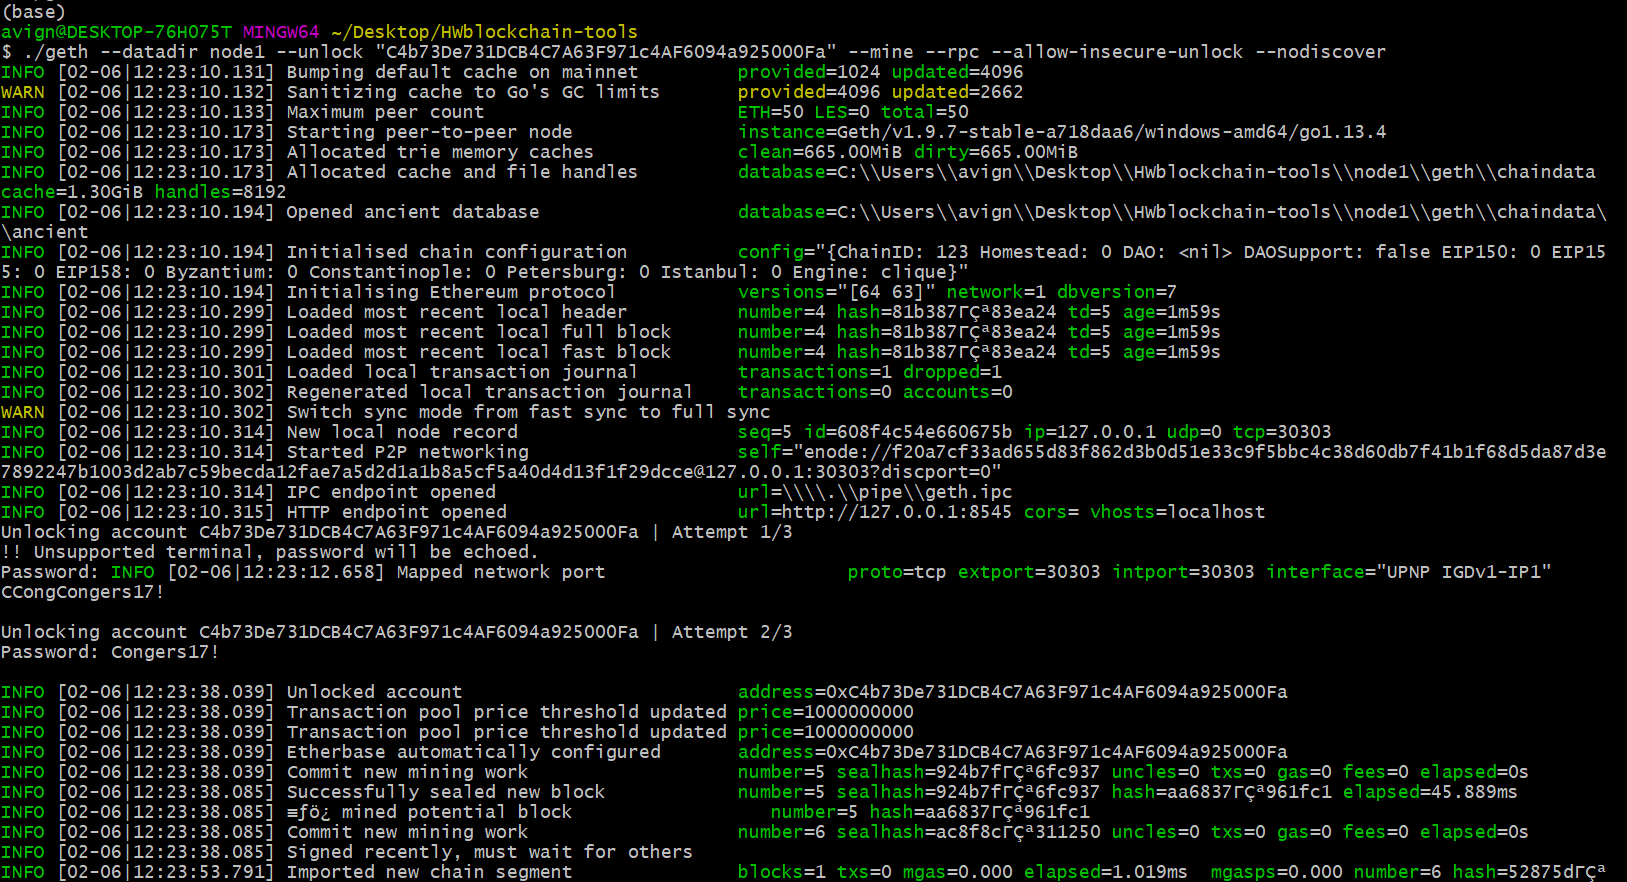 (base)
avign@DESKTOP-76H075T MINGW64 ~/Desktop/HWblockchain-tools
$ ./geth --datadir node1 --unlock "C4b73De731DCB4C7A63F971c4AF6094a925000Fa" --mine --rpc --allow-insecure-unlock --nodiscover
INFO [02-06|12:23:10.131] Bumping default cache on mainnet provided=1024 updated=4096
WARN [02-06|12:23:10.132] Sanitizing cache to Go's GC limits provided=4096 updated=2662
INFO [02-06|12:23:10.133] Maximum peer count ETH=50 LES=0 total=50
INFO [02-06|12:23:10.173] Starting peer-to-peer node instance=Geth/v1.9.7-stable-a718daa6/windows-amd64/go1.13.4
INFO [02-06|12:23:10.173] Allocated trie memory caches clean=665.00MiB dirty=665.00MiB
INFO [02-06|12:23:10.173] Allocated cache and file handles database=C:\\Users\\avign\\Desktop\\HWblockchain-tools\\node1\\geth\\chaindata
cache=1.30GiB handles=8192
INFO [02-06|12:23:10.194] Opened ancient database database=C:\\Users\\avign\\Desktop\\HWblockchain-tools\\node1\\geth\\chaindata\
\ancient
INFO [02-06|12:23:10.194] Initialised chain configuration config="{ChainID: 123 Homestead: 0 DAO: <nil> DAOSupport: false EIP150: 0 EIP15
5: 0 EIP158: 0 Byzantium: 0 Constantinople: 0 Petersburg: 0 Istanbul: 0 Engine: clique}"
INFO [02-06|12:23:10.194] Initialising Ethereum protocol versions="[64 63]" network=1 dbversion=7
INFO [02-06|12:23:10.299] Loaded most recent local header number=4 hash=81b387ΓÇª83ea24 td=5 age=1m59s
INFO [02-06|12:23:10.299] Loaded most recent local full block number=4 hash=81b387ΓÇª83ea24 td=5 age=1m59s
INFO [02-06|12:23:10.299] Loaded most recent local fast block number=4 hash=81b387ΓÇª83ea24 td=5 age=1m59s
INFO [02-06|12:23:10.301] Loaded local transaction journal transactions=1 dropped=1
INFO [02-06|12:23:10.302] Regenerated local transaction journal transactions=0 accounts=0
WARN [02-06|12:23:10.302] Switch sync mode from fast sync to full sync
INFO [02-06|12:23:10.314] New local node record seq=5 id=608f4c54e660675b ip=127.0.0.1 udp=0 tcp=30303
INFO [02-06|12:23:10.314] Started P2P networking self="enode://f20a7cf33ad655d83f862d3b0d51e33c9f5bbc4c38d60db7f41b1f68d5da87d3e
7892247b1003d2ab7c59becda12fae7a5d2d1a1b8a5cf5a40d4d13f1f29dcce@127.0.0.1:30303?discport=0"
INFO [02-06|12:23:10.314] IPC endpoint opened url=\\\\.\\pipe\\geth.ipc
INFO [02-06|12:23:10.315] HTTP endpoint opened url=http://127.0.0.1:8545 cors= vhosts=localhost
Unlocking account C4b73De731DCB4C7A63F971c4AF6094a925000Fa | Attempt 1/3
!! Unsupported terminal, password will be echoed.
Password: INFO [02-06|12:23:12.658] Mapped network port proto=tcp extport=30303 intport=30303 interface="UPNP IGDv1-IP1"
CCongCongers17!
Unlocking account C4b73De731DCB4C7A63F971c4AF6094a925000Fa | Attempt 2/3
Password: Congers17!
INFO [02-06|12:23:38.039] Unlocked account address=0xC4b73De731DCB4C7A63F971c4AF6094a925000Fa
INFO [02-06|12:23:38.039] Transaction pool price threshold updated price=1000000000
INFO [02-06|12:23:38.039] Transaction pool price threshold updated price=1000000000
INFO [02-06|12:23:38.039] Etherbase automatically configured address=0xC4b73De731DCB4C7A63F971c4AF6094a925000Fa
INFO [02-06|12:23:38.039] Commit new mining work number=5 sealhash=924b7fΓÇª6fc937 uncles=0 txs=0 gas=0 fees=0 elapsed=0s
INFO [02-06|12:23:38.085] Successfully sealed new block number=5 sealhash=924b7fΓÇª6fc937 hash=aa6837ΓÇª961fc1 elapsed=45.889ms
INFO [02-06|12:23:38.085] ≡ƒö¿ mined potential block number=5 hash=aa6837ΓÇª961fc1
INFO [02-06|12:23:38.085] Commit new mining work number=6 sealhash=ac8f8cΓÇª311250 uncles=0 txs=0 gas=0 fees=0 elapsed=0s
INFO [02-06|12:23:38.085] Signed recently, must wait for others
INFO [02-06|12:23:53.791] Imported new chain segment blocks=1 txs=0 mgas=0.000 elapsed=1.019ms mgasps=0.000 number=6 hash=52875dΓÇª